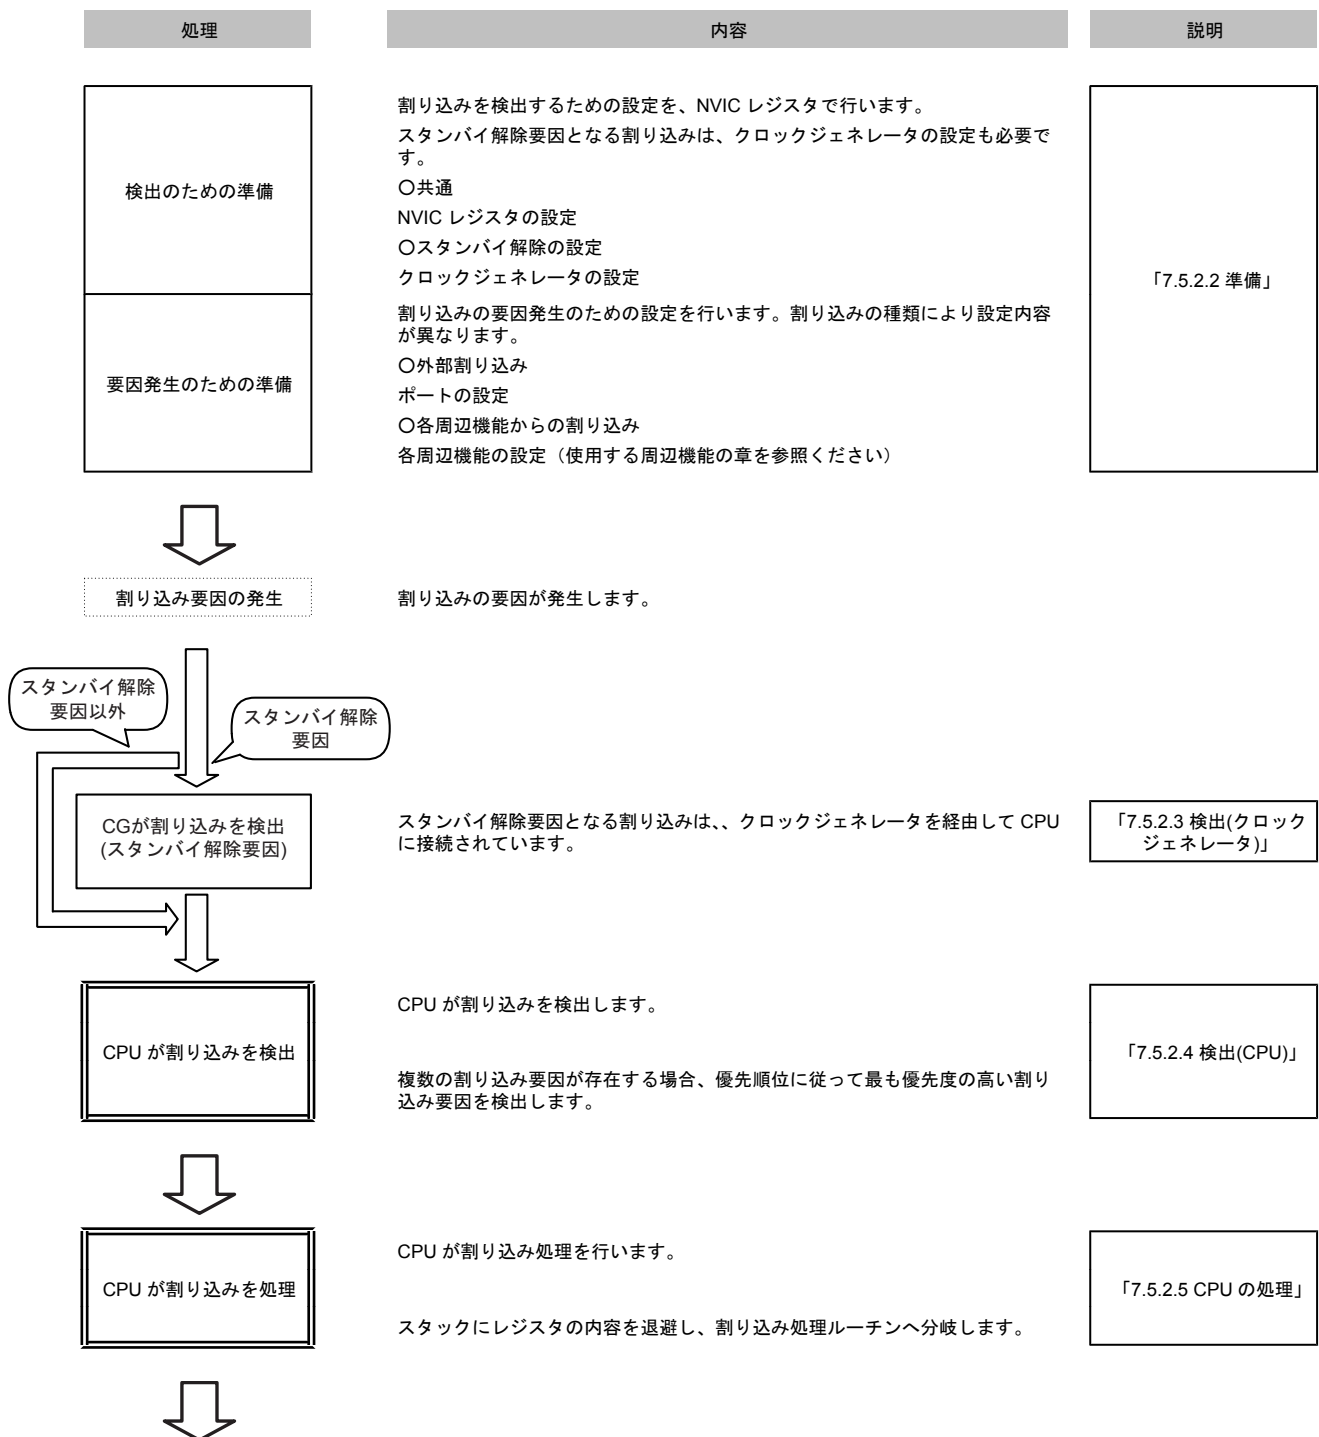 処理
内容
説明
検出のための準備
割り込みを検出するための設定を、NVIC レジスタで行います。
スタンバイ解除要因となる割り込みは、クロックジェネレータの設定も必要で
す。
〇共通
NVIC レジスタの設定
〇スタンバイ解除の設定
クロックジェネレータの設定
「7.5.2.2 準備」
要因発生のための準備
割り込みの要因発生のための設定を行います。割り込みの種類により設定内容
が異なります。
〇外部割り込み
ポートの設定
〇各周辺機能からの割り込み
各周辺機能の設定（使用する周辺機能の章を参照ください）
割り込み要因の発生
割り込みの要因が発生します。
スタンバイ解除
要因以外
スタンバイ解除
要因
CGが割り込みを検出
(スタンバイ解除要因)
スタンバイ解除要因となる割り込みは、、クロックジェネレータを経由して CPU
に接続されています。
「7.5.2.3 検出(クロック
ジェネレータ)」
CPU が割り込みを検出
CPU が割り込みを検出します。
複数の割り込み要因が存在する場合、優先順位に従って最も優先度の高い割り
込み要因を検出します。
「7.5.2.4 検出(CPU)」
CPU が割り込みを処理
CPU が割り込み処理を行います。
スタックにレジスタの内容を退避し、割り込み処理ルーチンへ分岐します。
「7.5.2.5 CPU の処理」